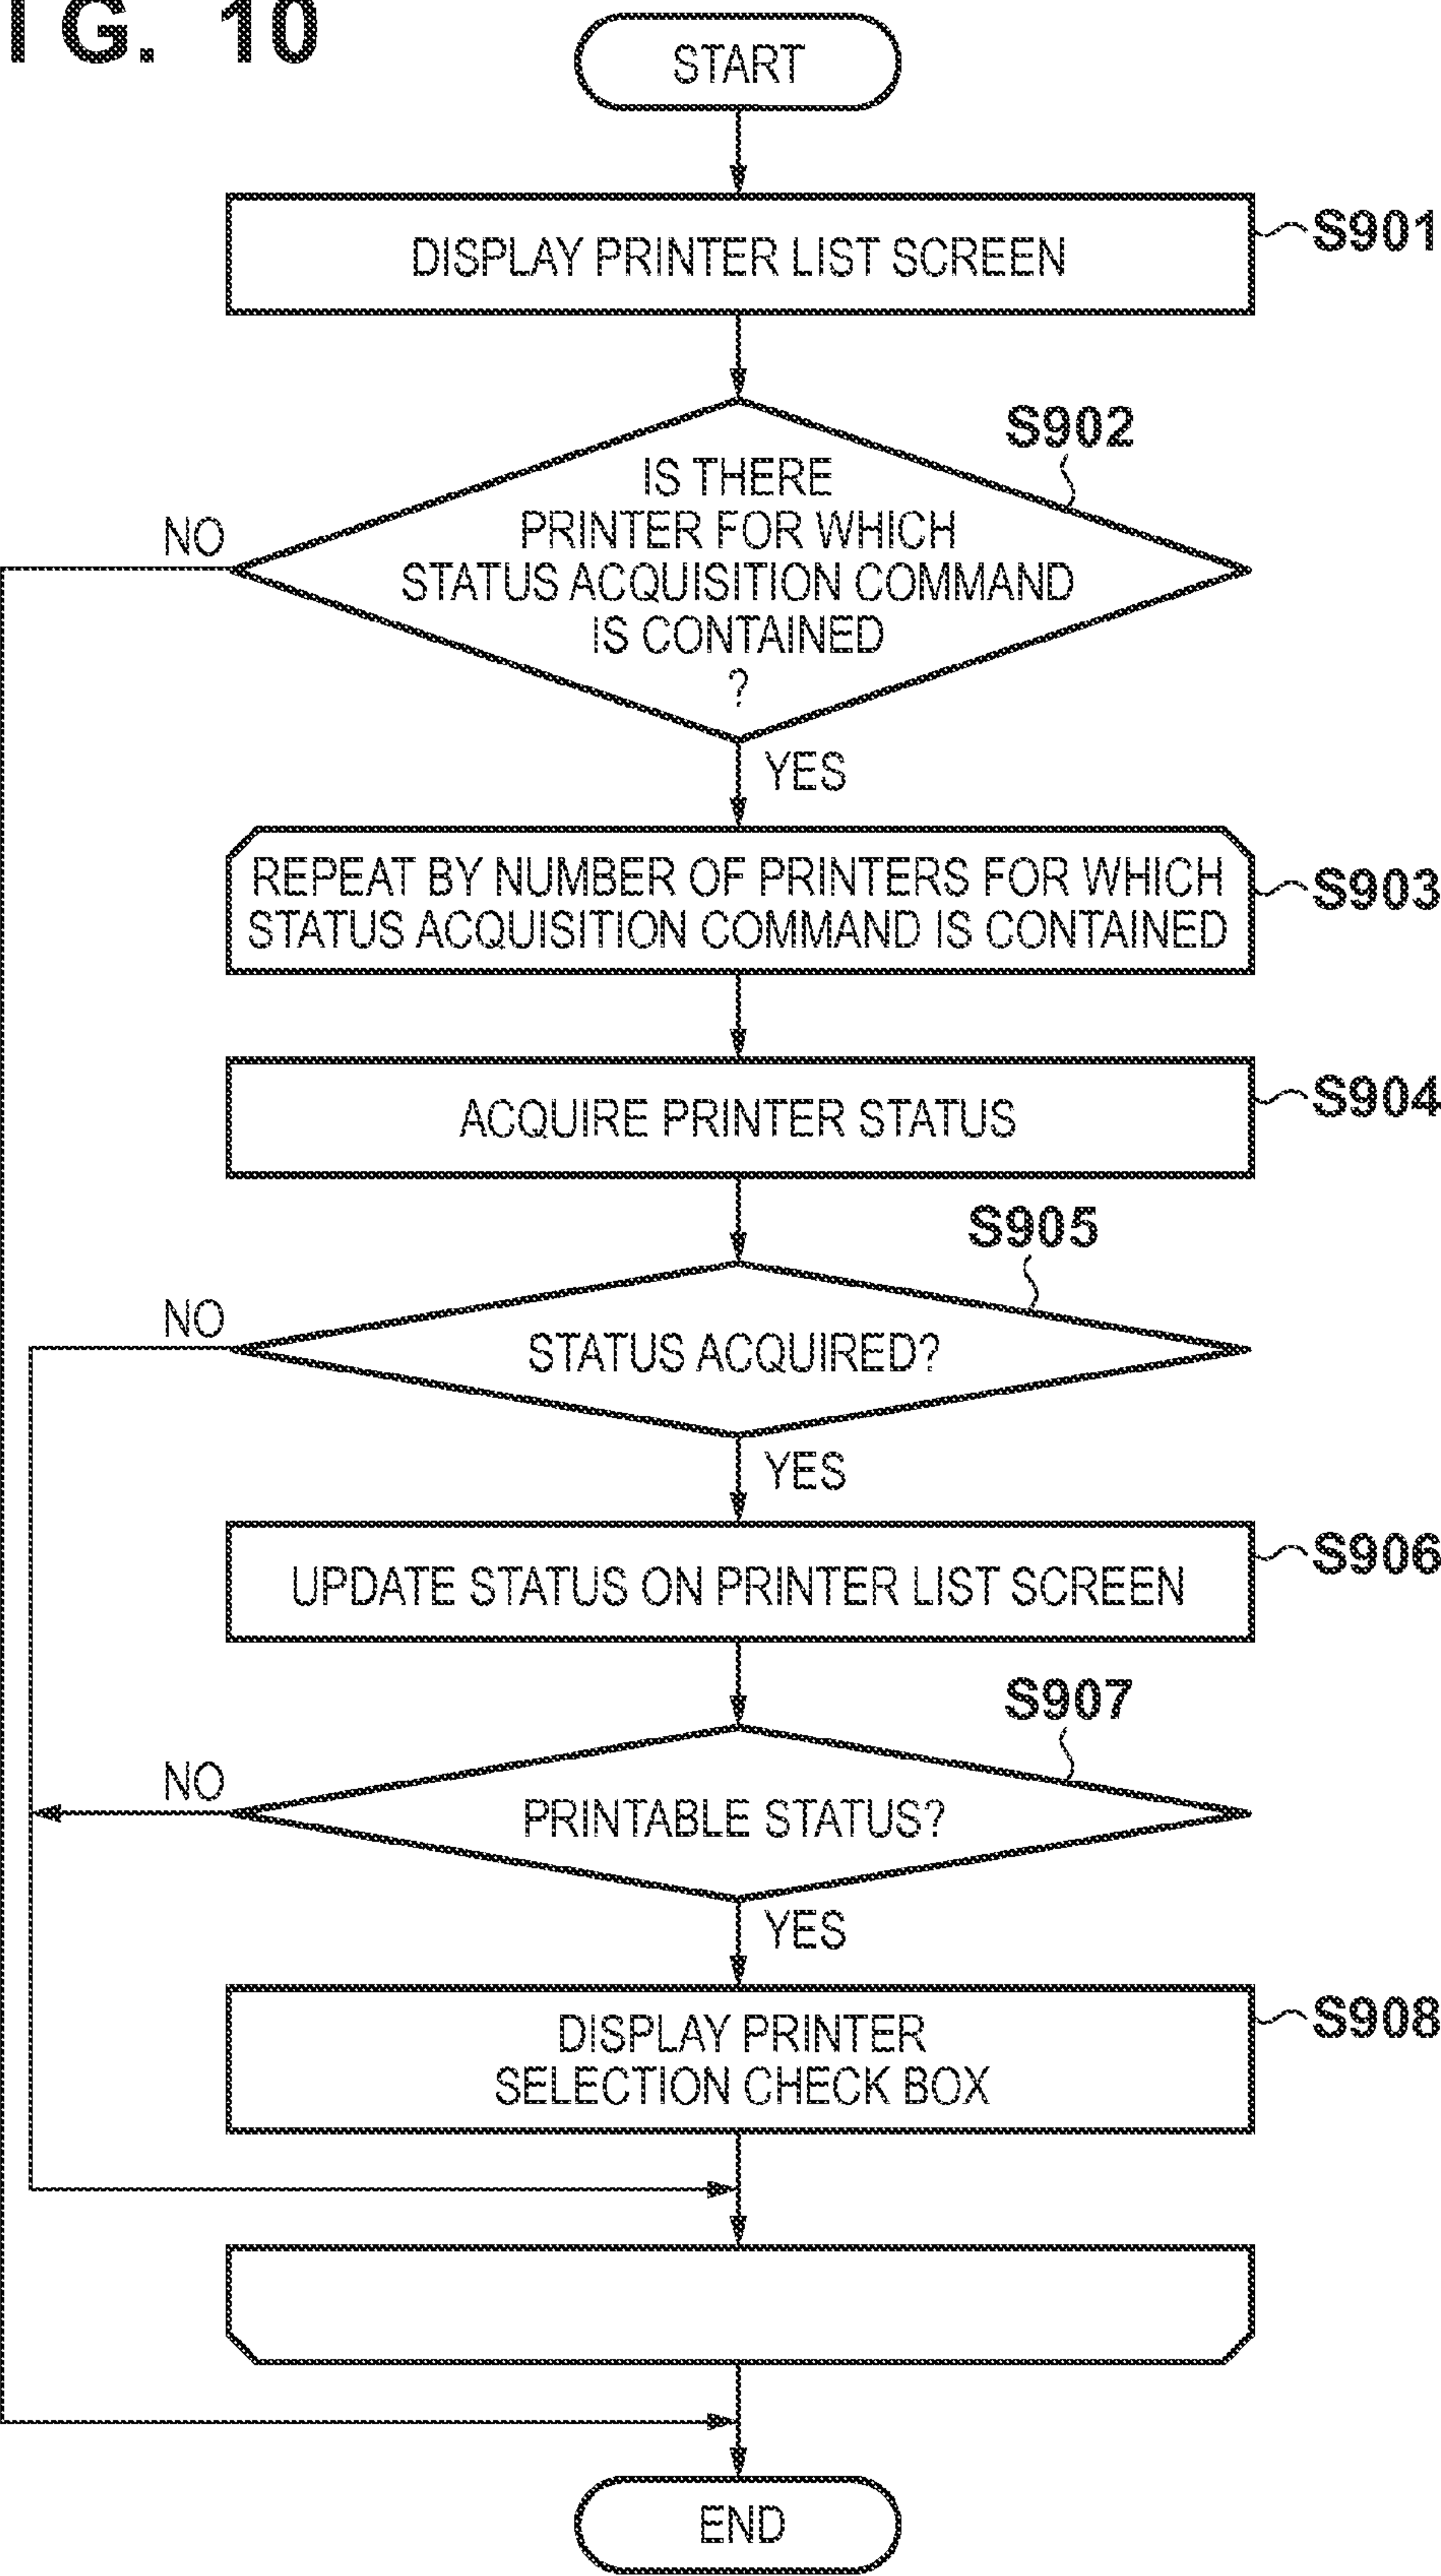 IG. 10
START
DISPLAY PRINTER LIST SCREEN
S901
S902
IS THERE
PRINTER FOR WHICH
STATUS ACQUISITION COMMAND
IS CONTAINED
?
NO
YES
REPEAT BY NUMBER OF PRINTERS FOR WHICH
STATUS ACQUISITION COMMAND IS CONTAINED
S903
ACQUIRE PRINTER STATUS
S904
S905
NO
STATUS ACQUIRED?
YES
UPDATE STATUS ON PRINTER LIST SCREEN
S906
S907
NO
PRINTABLE STATUS?
YES
DISPLAY PRINTER
SELECTION CHECK BOX
S908
END